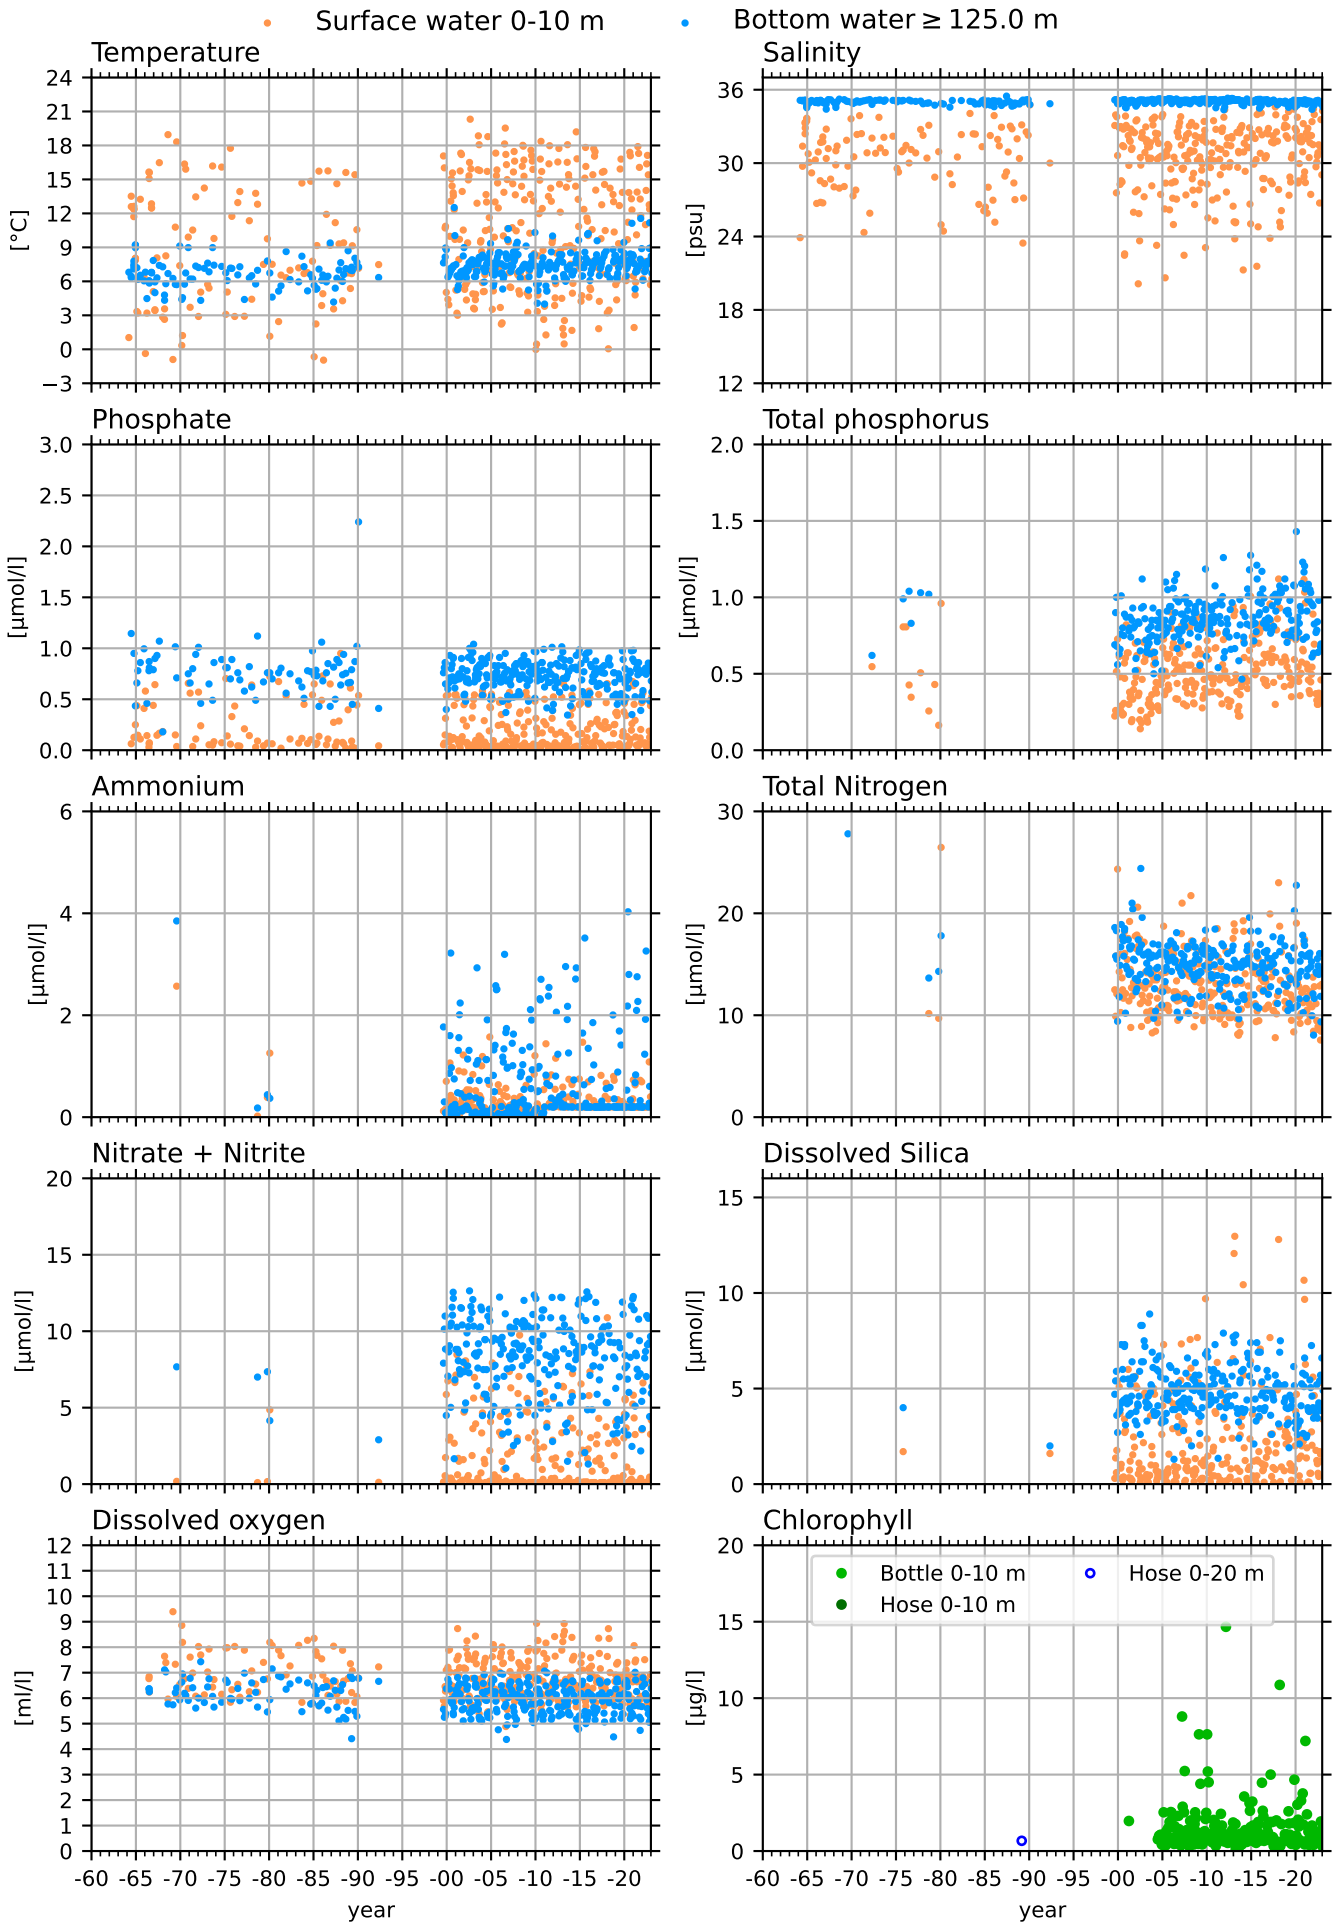 Surface water 0-10 m Bottom water ≥ 125.0 m
Temperature Salinity
24
21
18
15
12
9
6
3
0
−3
[°C]
36
30
24
18
12
[psu]
Phosphate Total phosphorus
3.0
2.5
2.0
1.5
1.0
0.5
0.0
[µmol/l]
2.0
1.5
1.0
0.5
0.0
[µmol/l]
Ammonium Total Nitrogen
6
4
2
0
[µmol/l]
30
20
10
0
[µmol/l]
Nitrate + Nitrite Dissolved Silica
20
15
10
5
0
[µmol/l]
15
10
5
0
[µmol/l]
Dissolved oxygen Chlorophyll
12
11
10
9
8
7
6
5
4
3
2
1
0
[ml/l]
20
15
10
5
0
[µg/l]
Bottle 0-10 m Hose 0-20 m
Hose 0-10 m
-60 -65 -70 -75 -80 -85 -90 -95 -00 -05 -10 -15 -20
year
-60 -65 -70 -75 -80 -85 -90 -95 -00 -05 -10 -15 -20
year